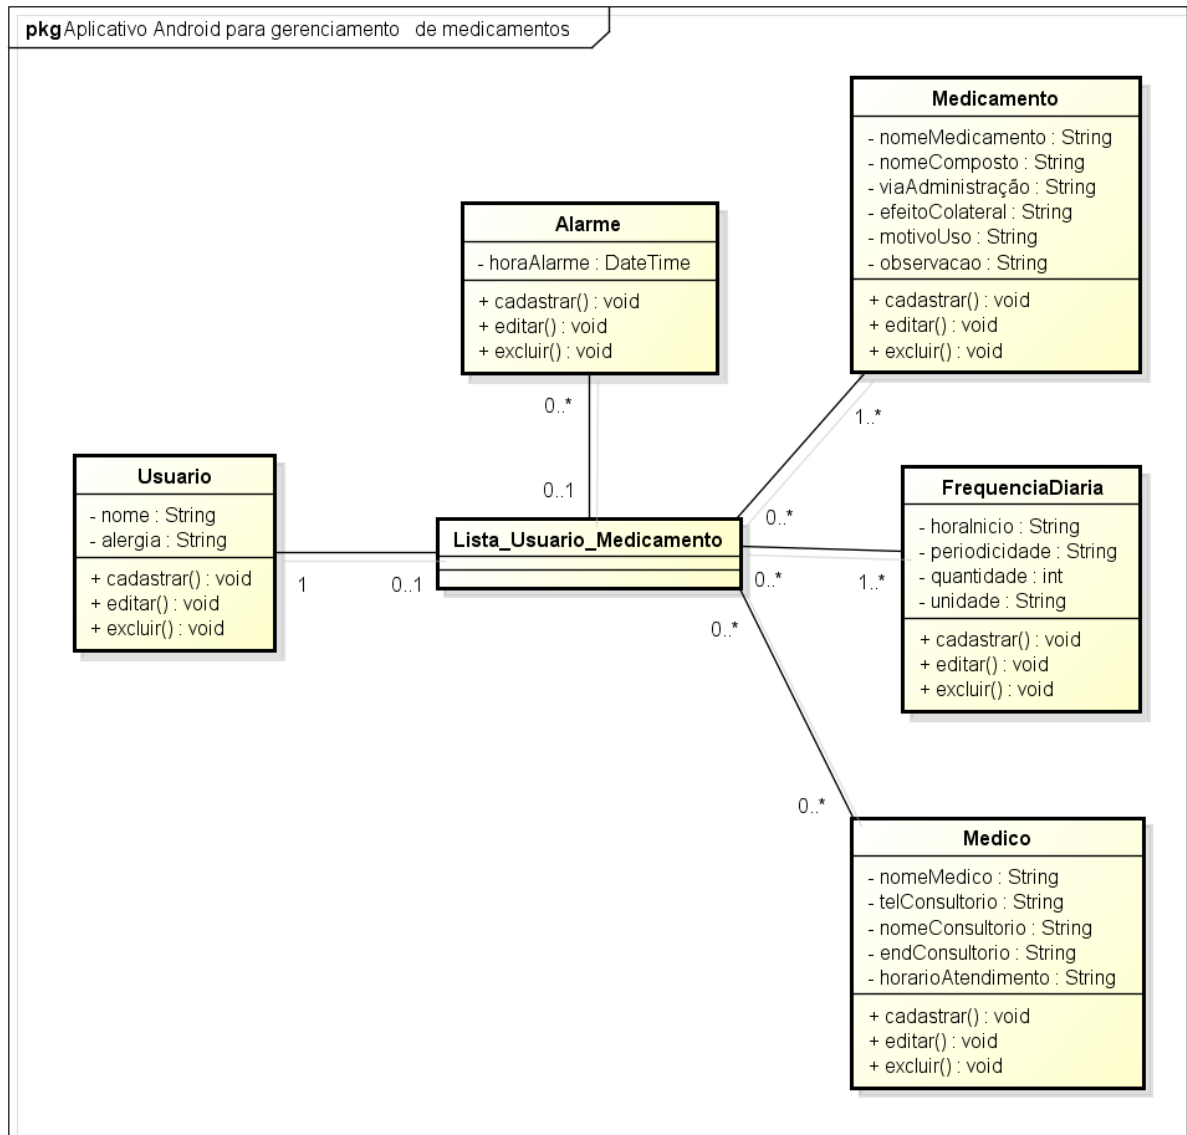 pkg Aplicativo Android para gerenciamento de medicamentos
Medicamento
- nomeMedicamento : String
- nomeComposto : String
- viaAdministração : String
- efeitoColateral : String
- motivoUso : String
- observacao : String
+ cadastrar() : void
+ editar() : void
+ excluir() : void
Alarme
- horaAlarme : DateTime
+ cadastrar() : void
+ editar() : void
+ excluir() : void
0..*
1..*
0..1
0..*
Usuario
- nome : String
- alergia : String
+ cadastrar() : void
+ editar() : void
+ excluir() : void
1
0..1
Lista_Usuario_Medicamento
0..*
1..*
0..*
FrequenciaDiaria
- horaInicio : String
- periodicidade : String
- quantidade : int
- unidade : String
+ cadastrar() : void
+ editar() : void
+ excluir() : void
0..*
Medico
- nomeMedico : String
- telConsultorio : String
- nomeConsultorio : String
- endConsultorio : String
- horarioAtendimento : String
+ cadastrar() : void
+ editar() : void
+ excluir() : void